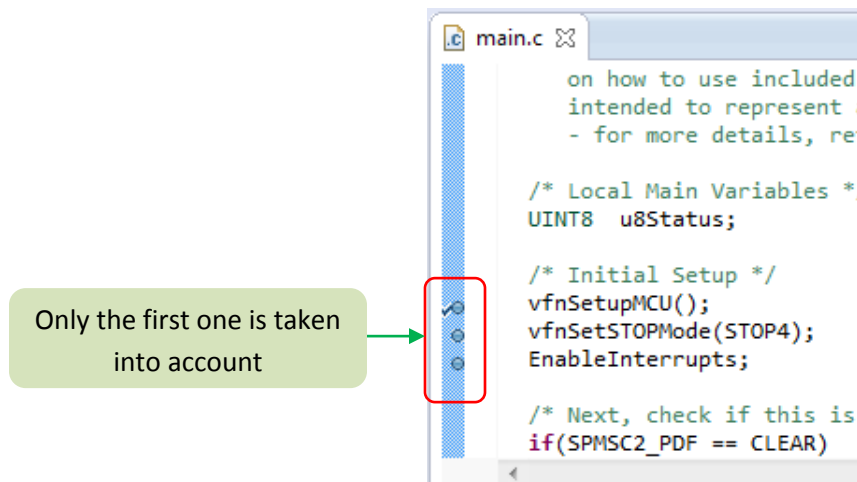 .c main.c
on how to use included
intended to represent
- for more details, re
/* Local Main Variables *
UINT8 u8Status;
/* Initial Setup */
vfnSetupMCU();
vfnSetSTOPMode(STOP4);
EnableInterrupts;
/* Next, check if this is
if(SPMSC2_PDF == CLEAR)
Only the first one is taken
into account